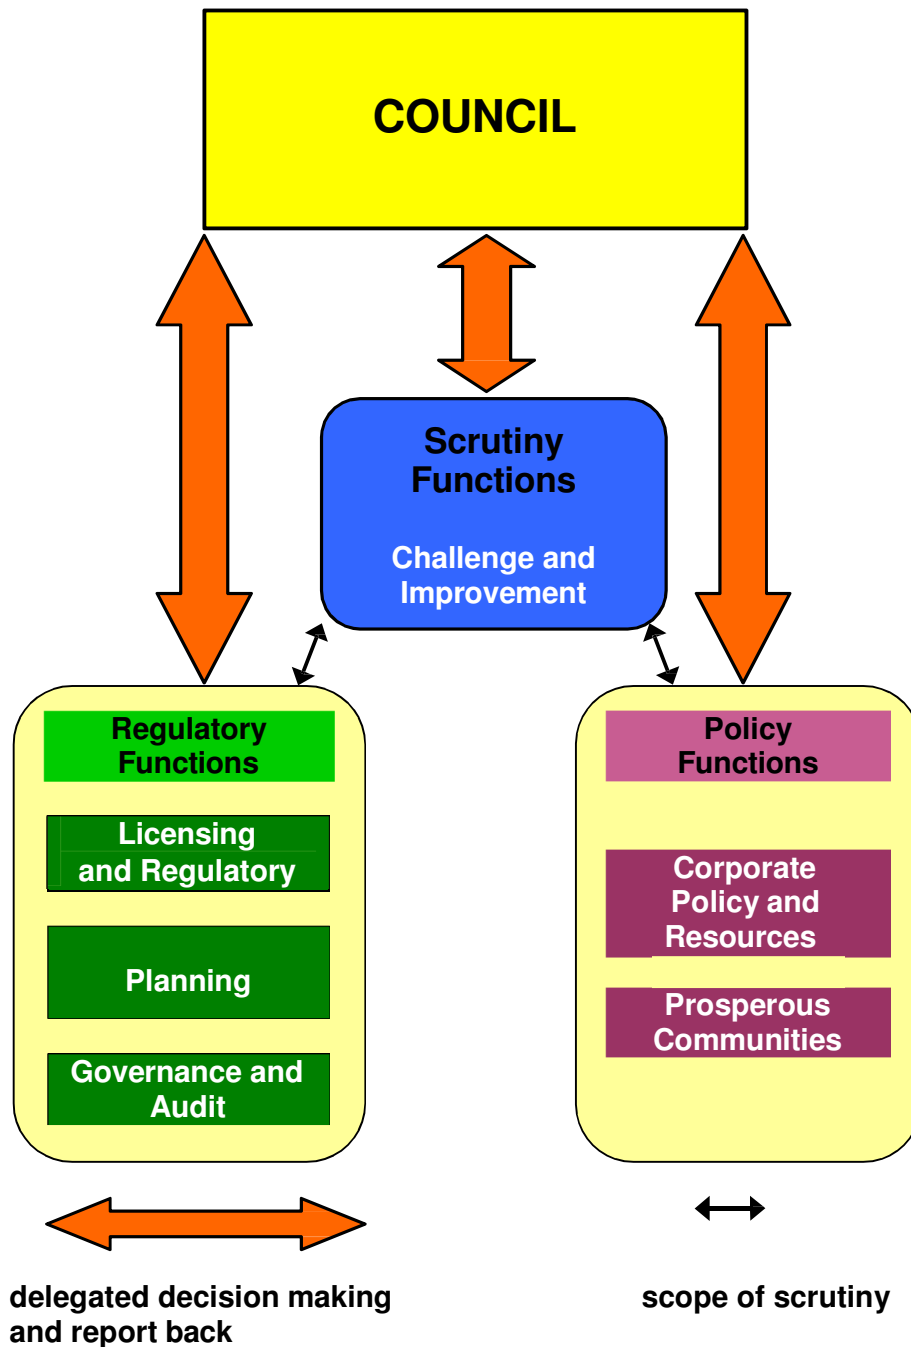 COUNCIL
Scrutiny
Functions
Challenge and
Improvement
Regulatory
Functions
Licensing
and Regulatory
Planning
Governance and
Audit
Policy
Functions
Corporate
Policy and
Resources
Prosperous
Communities
delegated decision making
and report back
scope of scrutiny